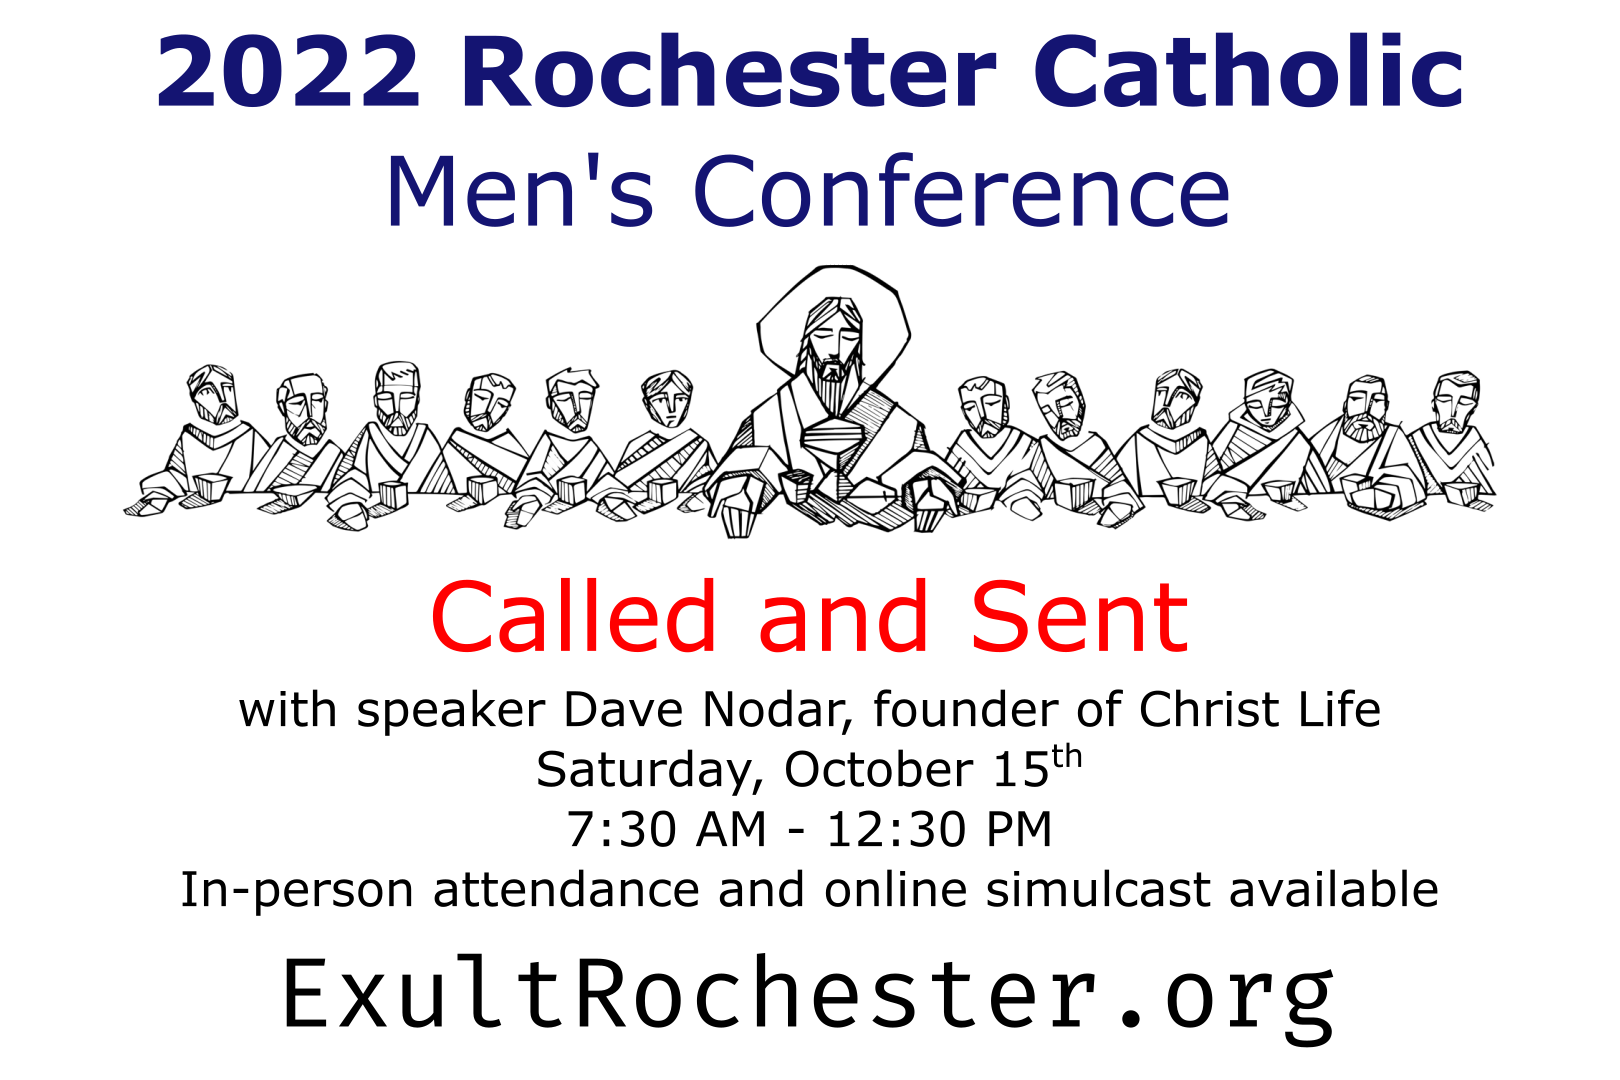 2022 Rochester Catholic
Men's Conference
Called and Sent
with speaker Dave Nodar, founder of Christ Life
Saturday, October 15th
7:30 AM - 12:30 PM
In-person attendance and online simulcast available
ExultRochester.org